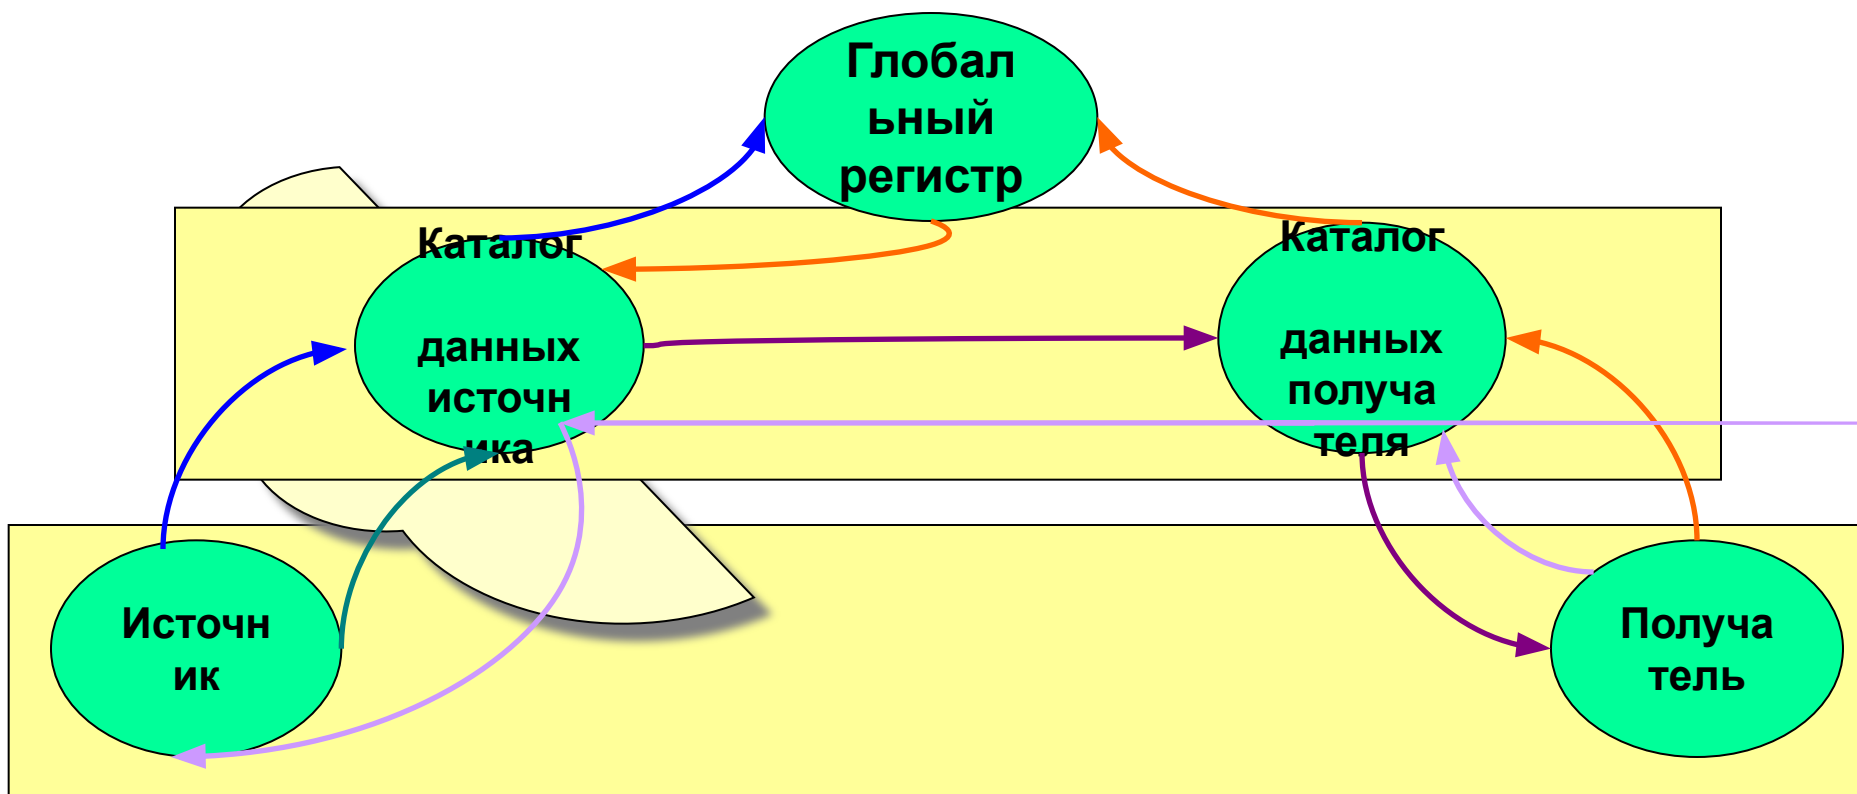 Глобал
ьный
регистр
Каталог
данных
источн
ика
Каталог
данных
получа
теля
Источн
ик
Получа
тель